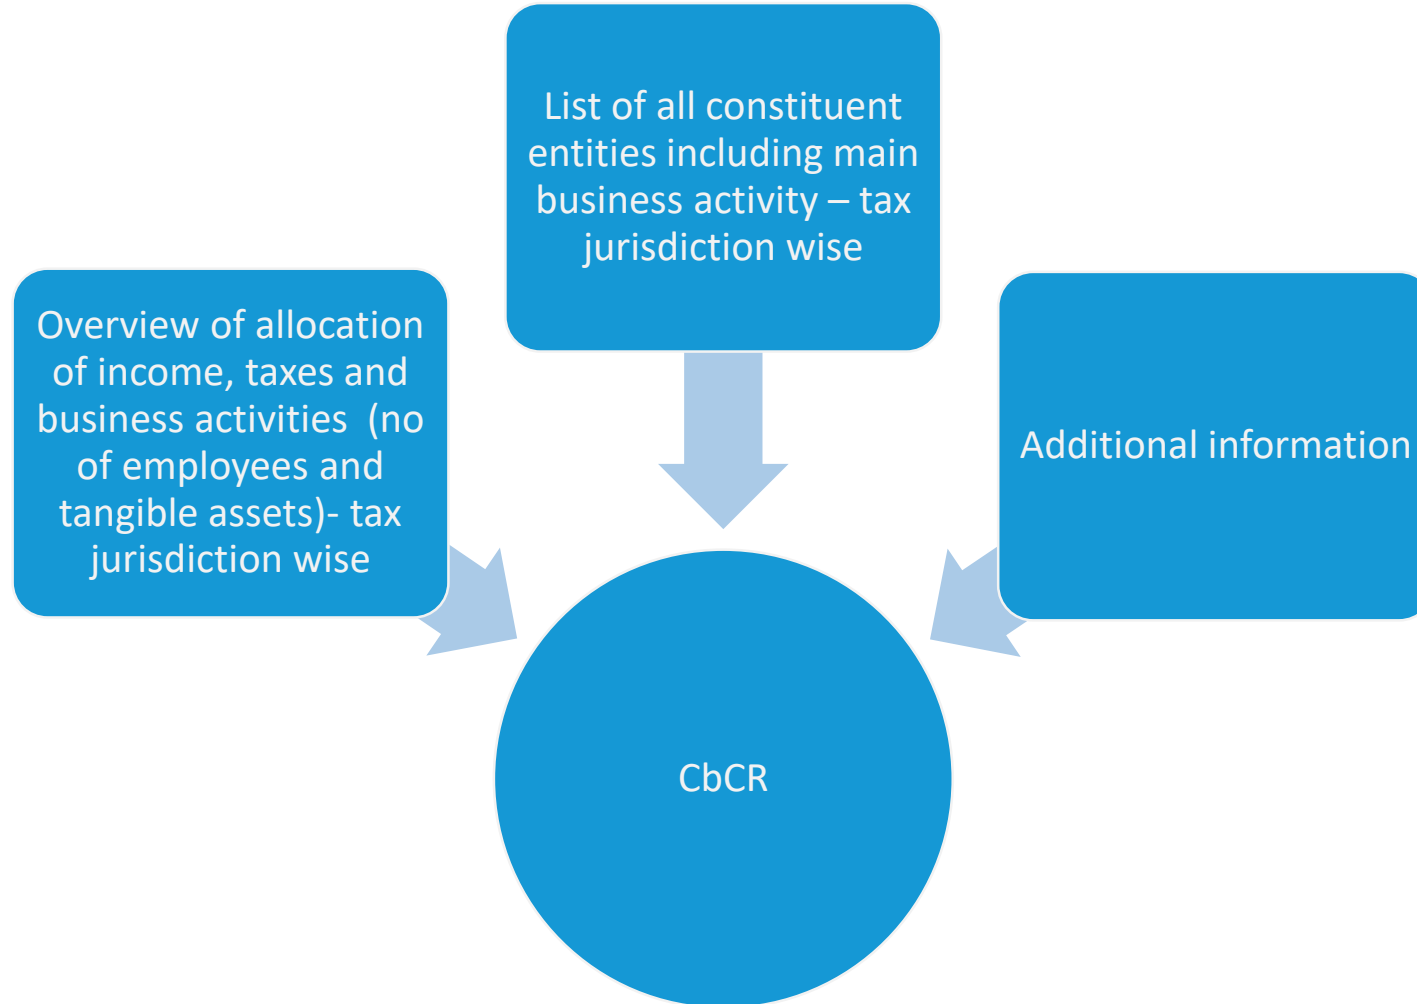 List of all constituent
entities including main
business activity – tax
jurisdiction wise
Overview of allocation
of income, taxes and
business activities  (no
of employees and
tangible assets)- tax
jurisdiction wise
Additional information
CbCR